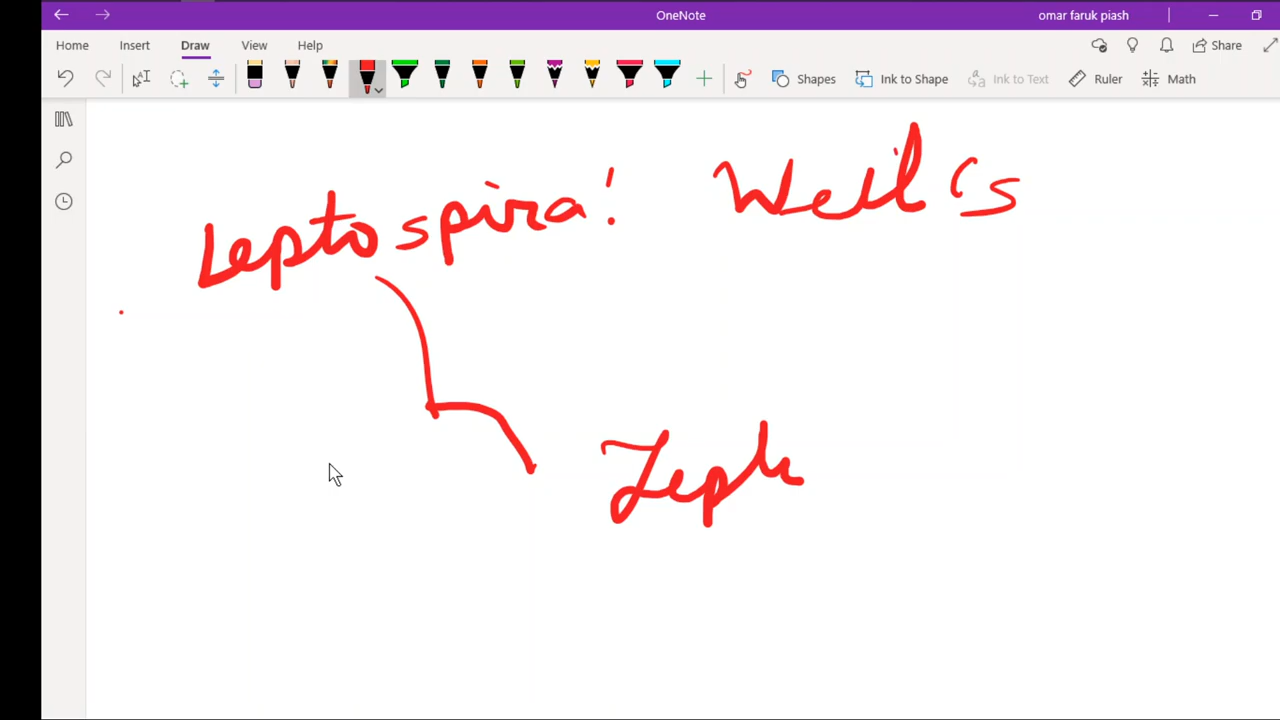 OneNote
omar faruk piash
Home Insert Draw View Help
Share
Shapes Ink to Shape Ink to Text Ruler Math
Leptospira! Weil's